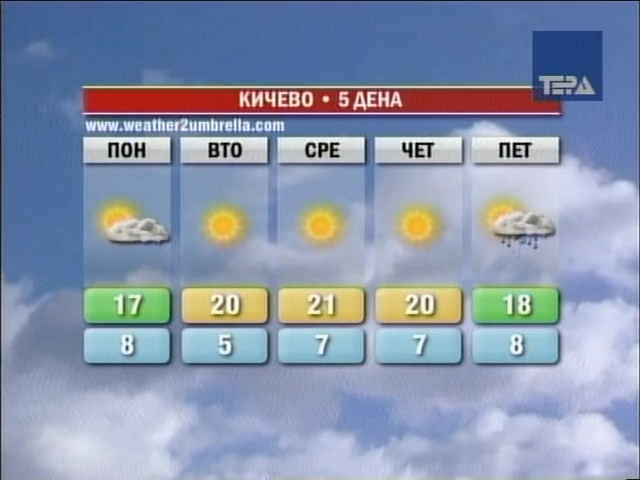 ТЕРА
КИЧЕВО • 5 ДЕНА
www.weather2umbrella.com
ПОН ВТО СРЕ ЧЕТ ПЕТ
17 20 21 20 18
8 5 7 7 8